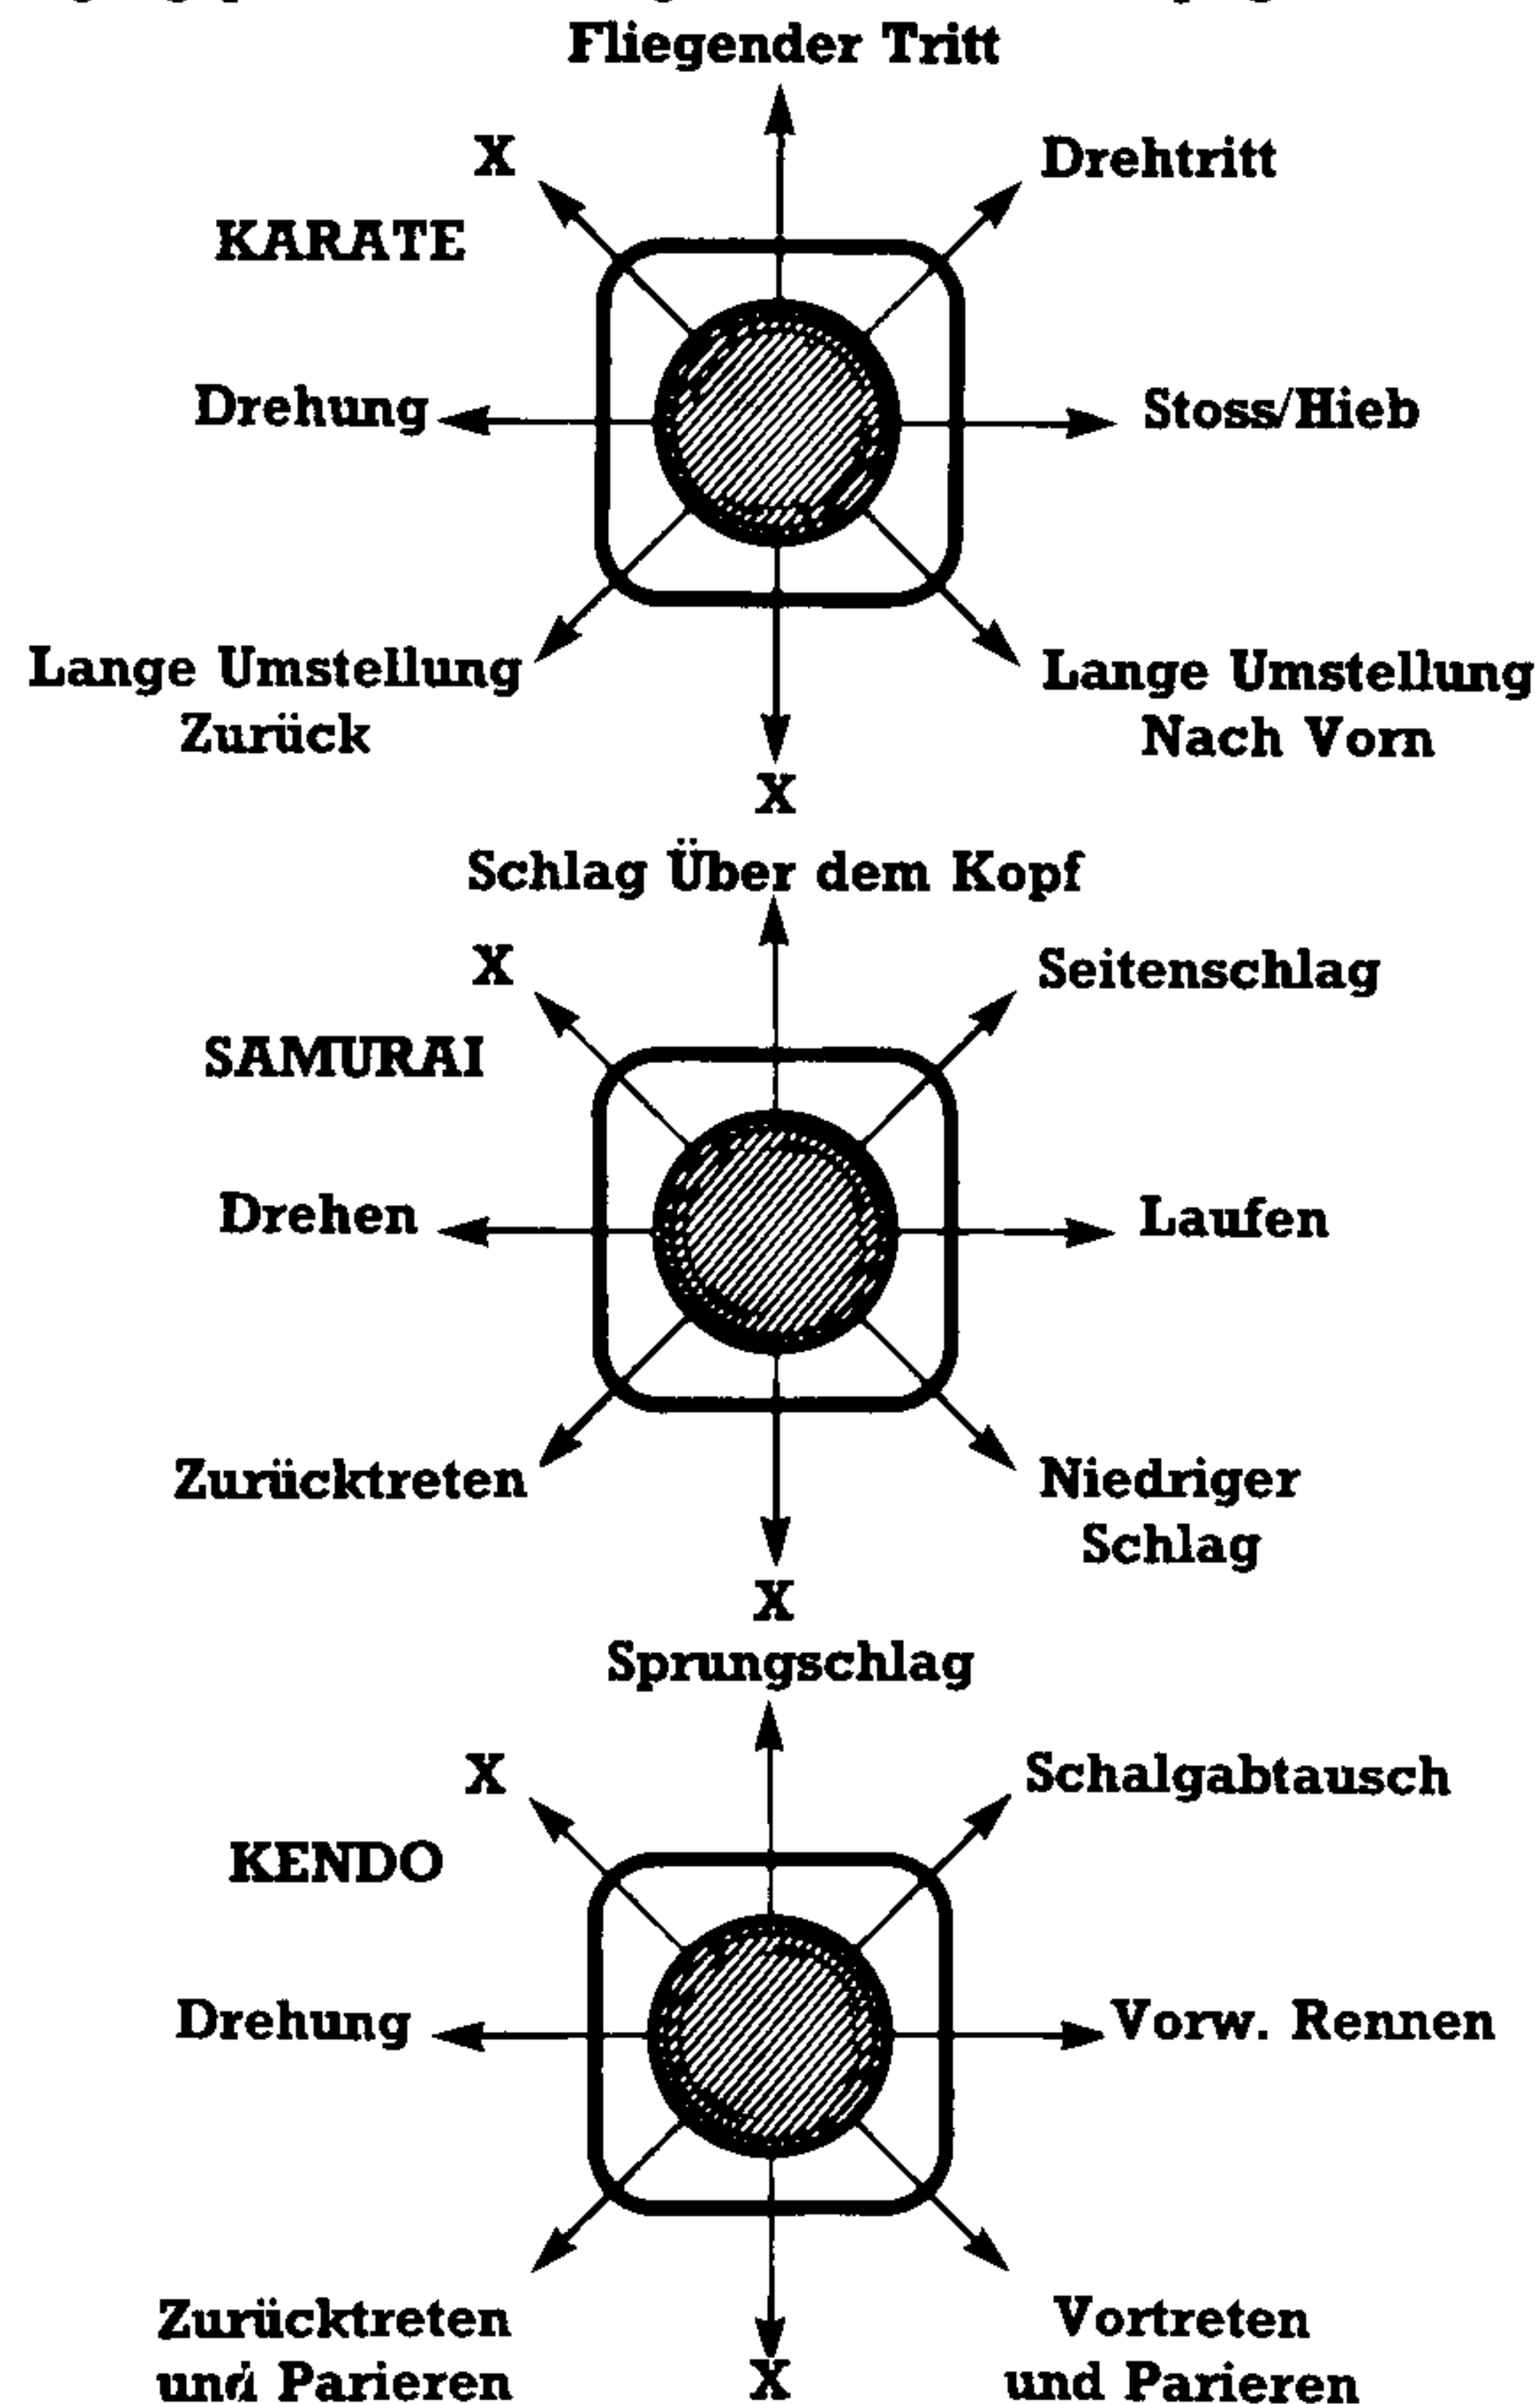 Fliegender Tritt
X
Drehtritt
KARATE
Drehung
Stoss/Hieb
Lange Umstellung
Zurück
Lange Umstellung
Nach Vorn
X
Schlag Über dem Kopf
X
Seitenschlag
SAMURAI
Drehen
Laufen
Zurücktreten
Niedriger
Schlag
X
Sprungschlag
X
Schalgabtausch
KENDO
Drehung
Vorw. Rennen
Zurücktreten
und Parieren
X
Vortreten
und Parieren